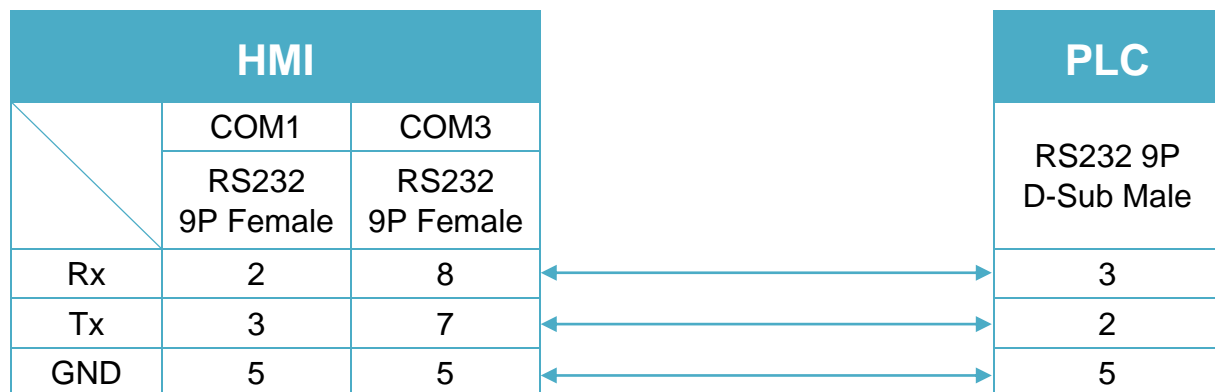 HMI
PLC
COM1 COM3
RS232 9P
D-Sub Male
RS232 RS232
9P Female 9P Female
Rx 2 8 3
Tx 3 7 2
GND 5 5 5